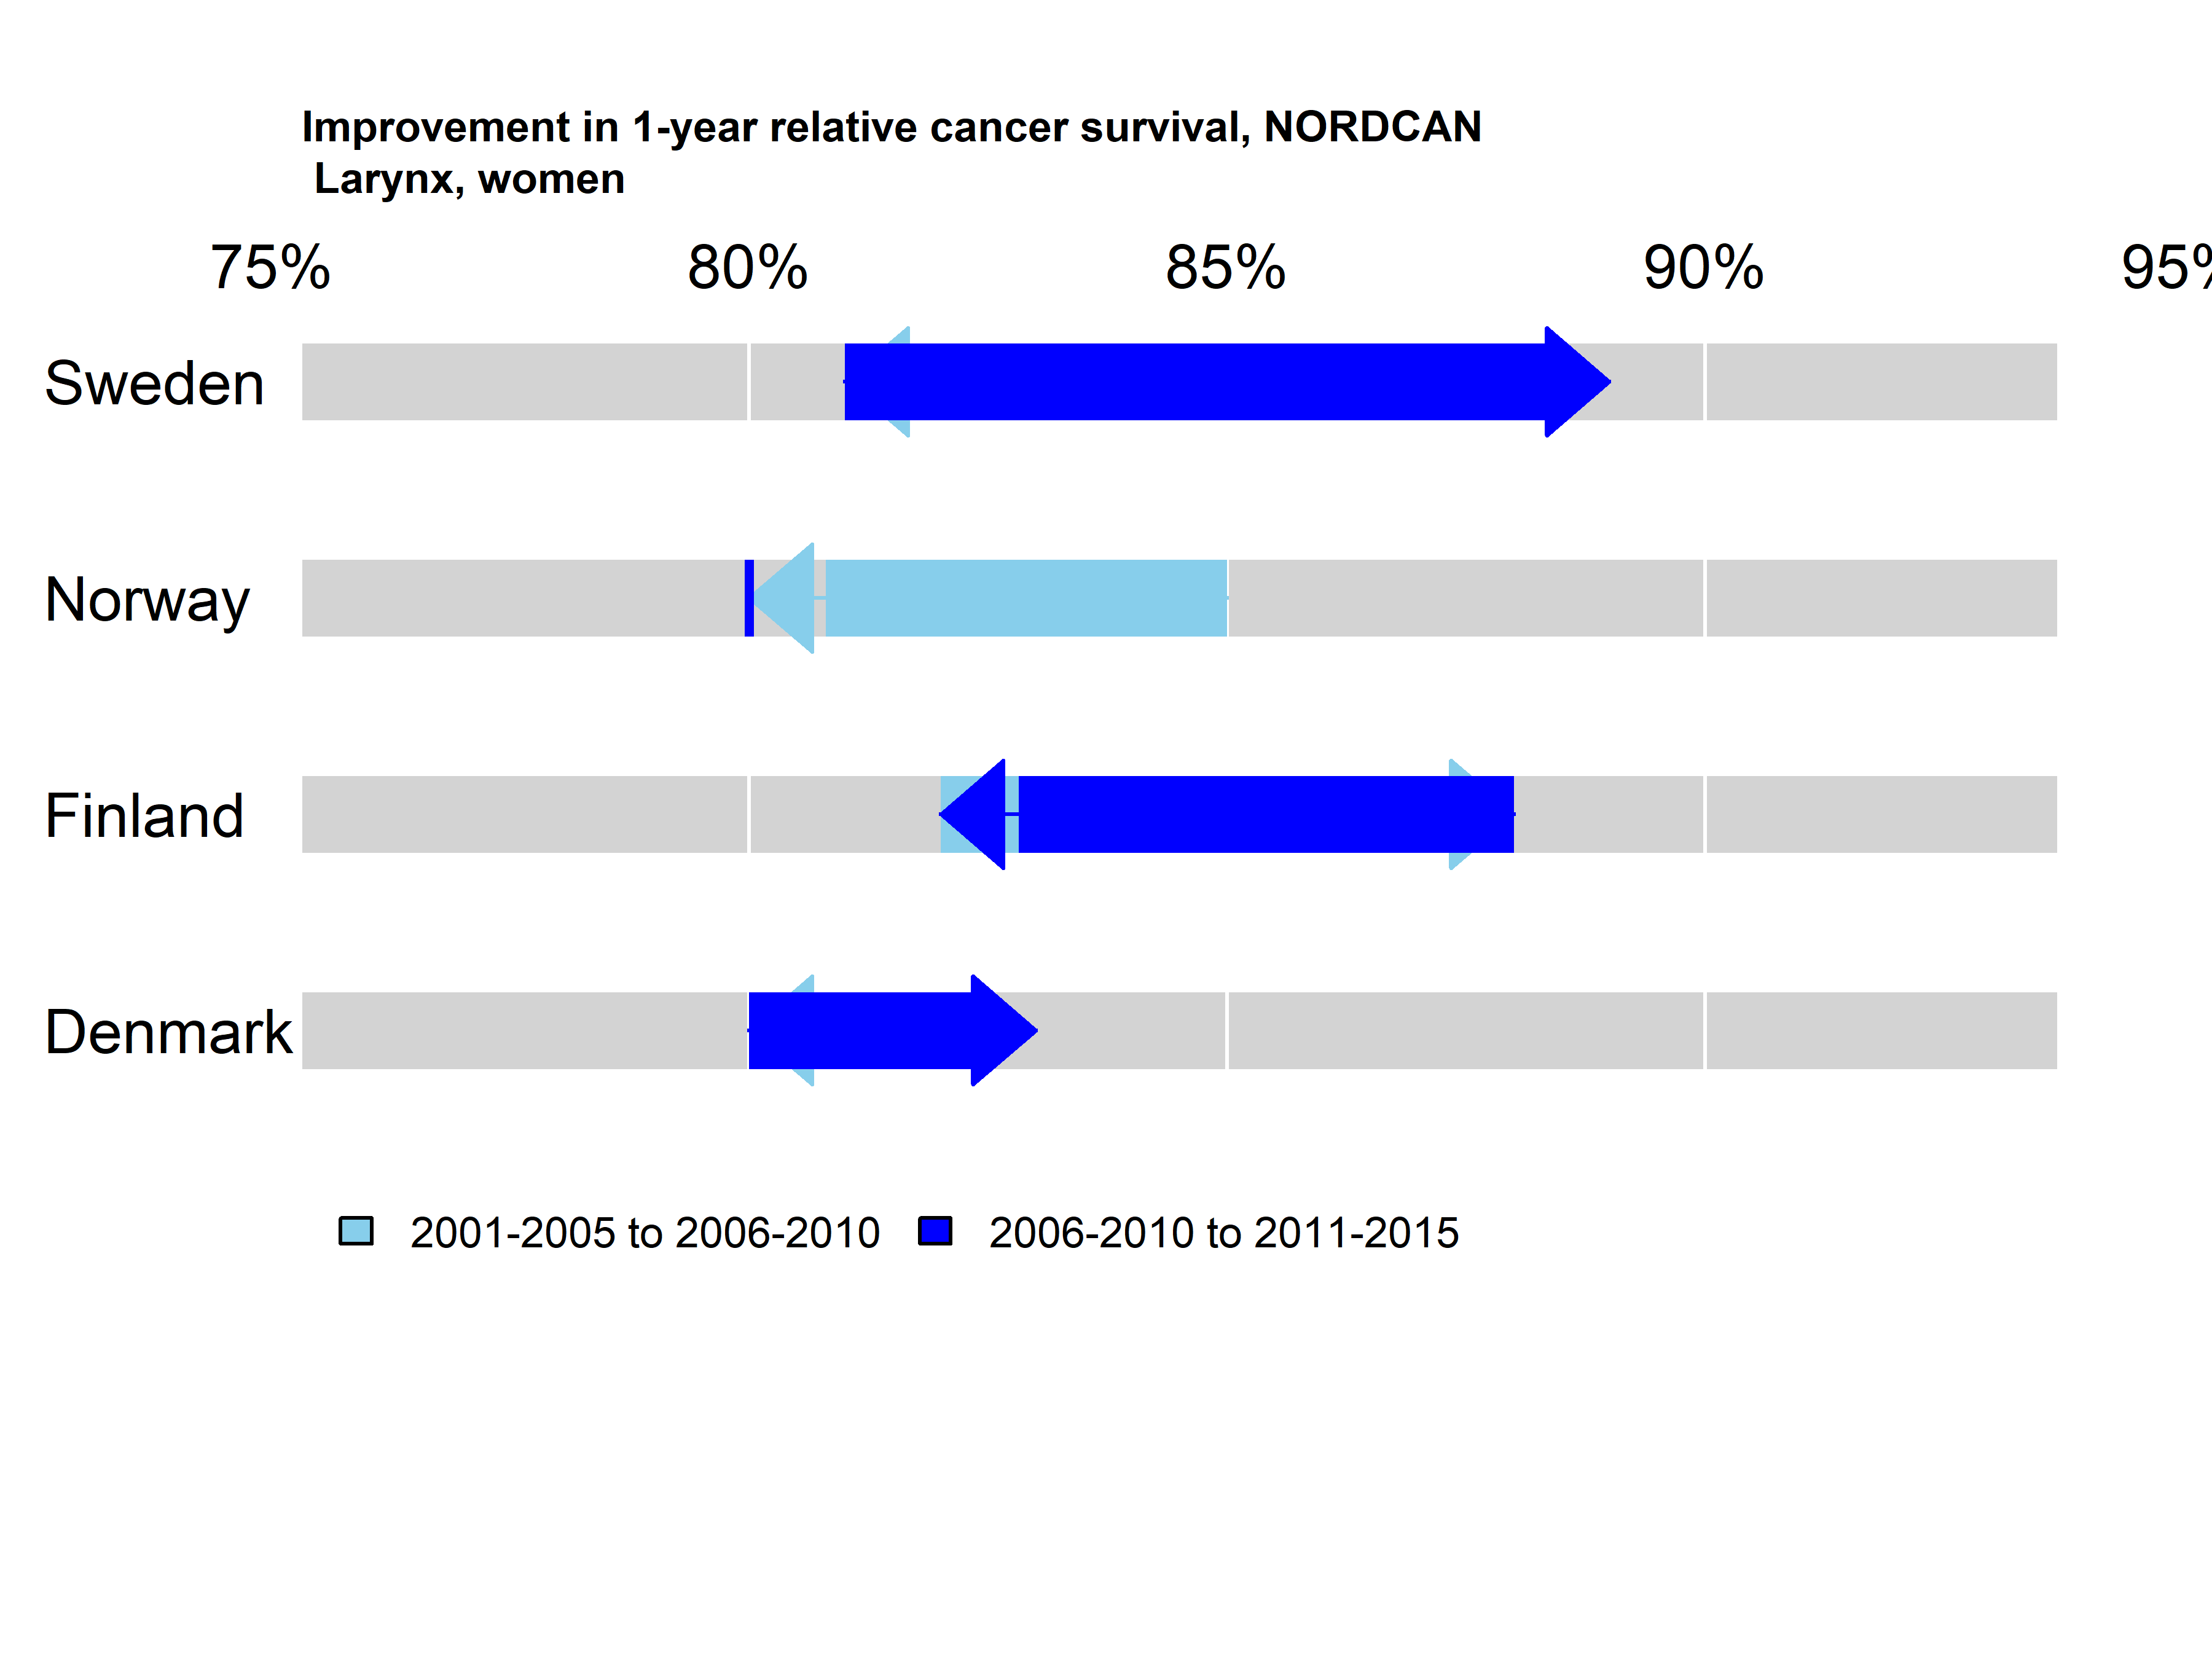 Improvement in 1-year relative cancer survival, NORDCAN
Larynx, women
75% 80% 85% 90% 95%
Sweden
Norway
Finland
Denmark
2001-2005 to 2006-2010 2006-2010 to 2011-2015